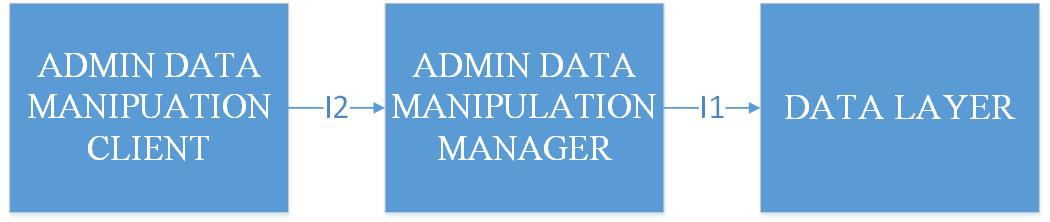 ADMIN DATA
MANIPUATION
CLIENT
I2
ADMIN DATA
MANIPULATION
MANAGER
I1
DATA LAYER